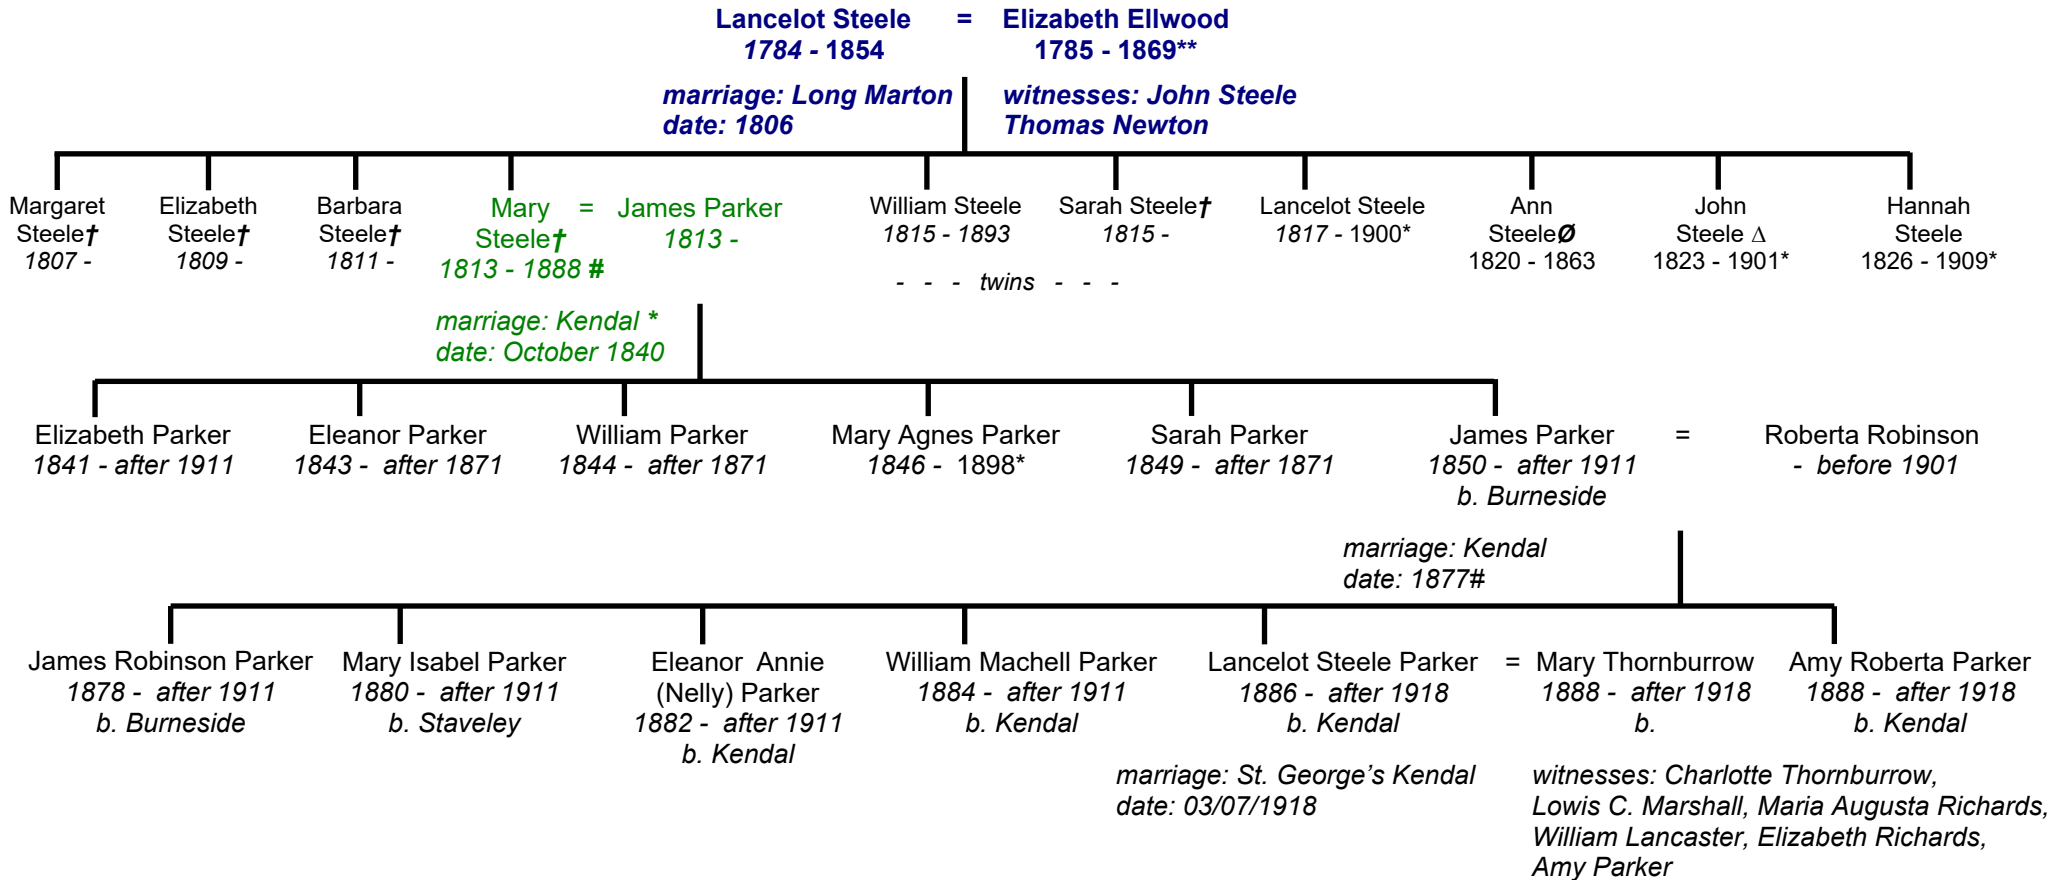 Lancelot Steele = Elizabeth Ellwood
1784 - 1854 1785 - 1869**
marriage: Long Marton witnesses: John Steele
date: 1806 Thomas Newton
Margaret
Steele†
1807 -
Elizabeth
Steele†
1809 -
Barbara
Steele†
1811 -
Mary = James Parker
Steele† 1813 -
1813 - 1888 #
William Steele
1815 - 1893
Sarah Steele†
1815 -
- - - twins - - -
Lancelot Steele
1817 - 1900*
Ann
SteeleØ
1820 - 1863
John
Steele Δ
1823 - 1901*
Hannah
Steele
1826 - 1909*
marriage: Kendal *
date: October 1840
Elizabeth Parker
1841 - after 1911
Eleanor Parker
1843 - after 1871
William Parker
1844 - after 1871
Mary Agnes Parker
1846 - 1898*
Sarah Parker
1849 - after 1871
James Parker = Roberta Robinson
1850 - after 1911 - before 1901
b. Burneside
marriage: Kendal
date: 1877#
James Robinson Parker
1878 - after 1911
b. Burneside
Mary Isabel Parker
1880 - after 1911
b. Staveley
Eleanor Annie
(Nelly) Parker
1882 - after 1911
b. Kendal
William Machell Parker
1884 - after 1911
b. Kendal
Lancelot Steele Parker = Mary Thornburrow
1886 - after 1918 1888 - after 1918
b. Kendal b.
Amy Roberta Parker
1888 - after 1918
b. Kendal
marriage: St. George’s Kendal
date: 03/07/1918
witnesses: Charlotte Thornburrow,
Lowis C. Marshall, Maria Augusta Richards,
William Lancaster, Elizabeth Richards,
Amy Parker